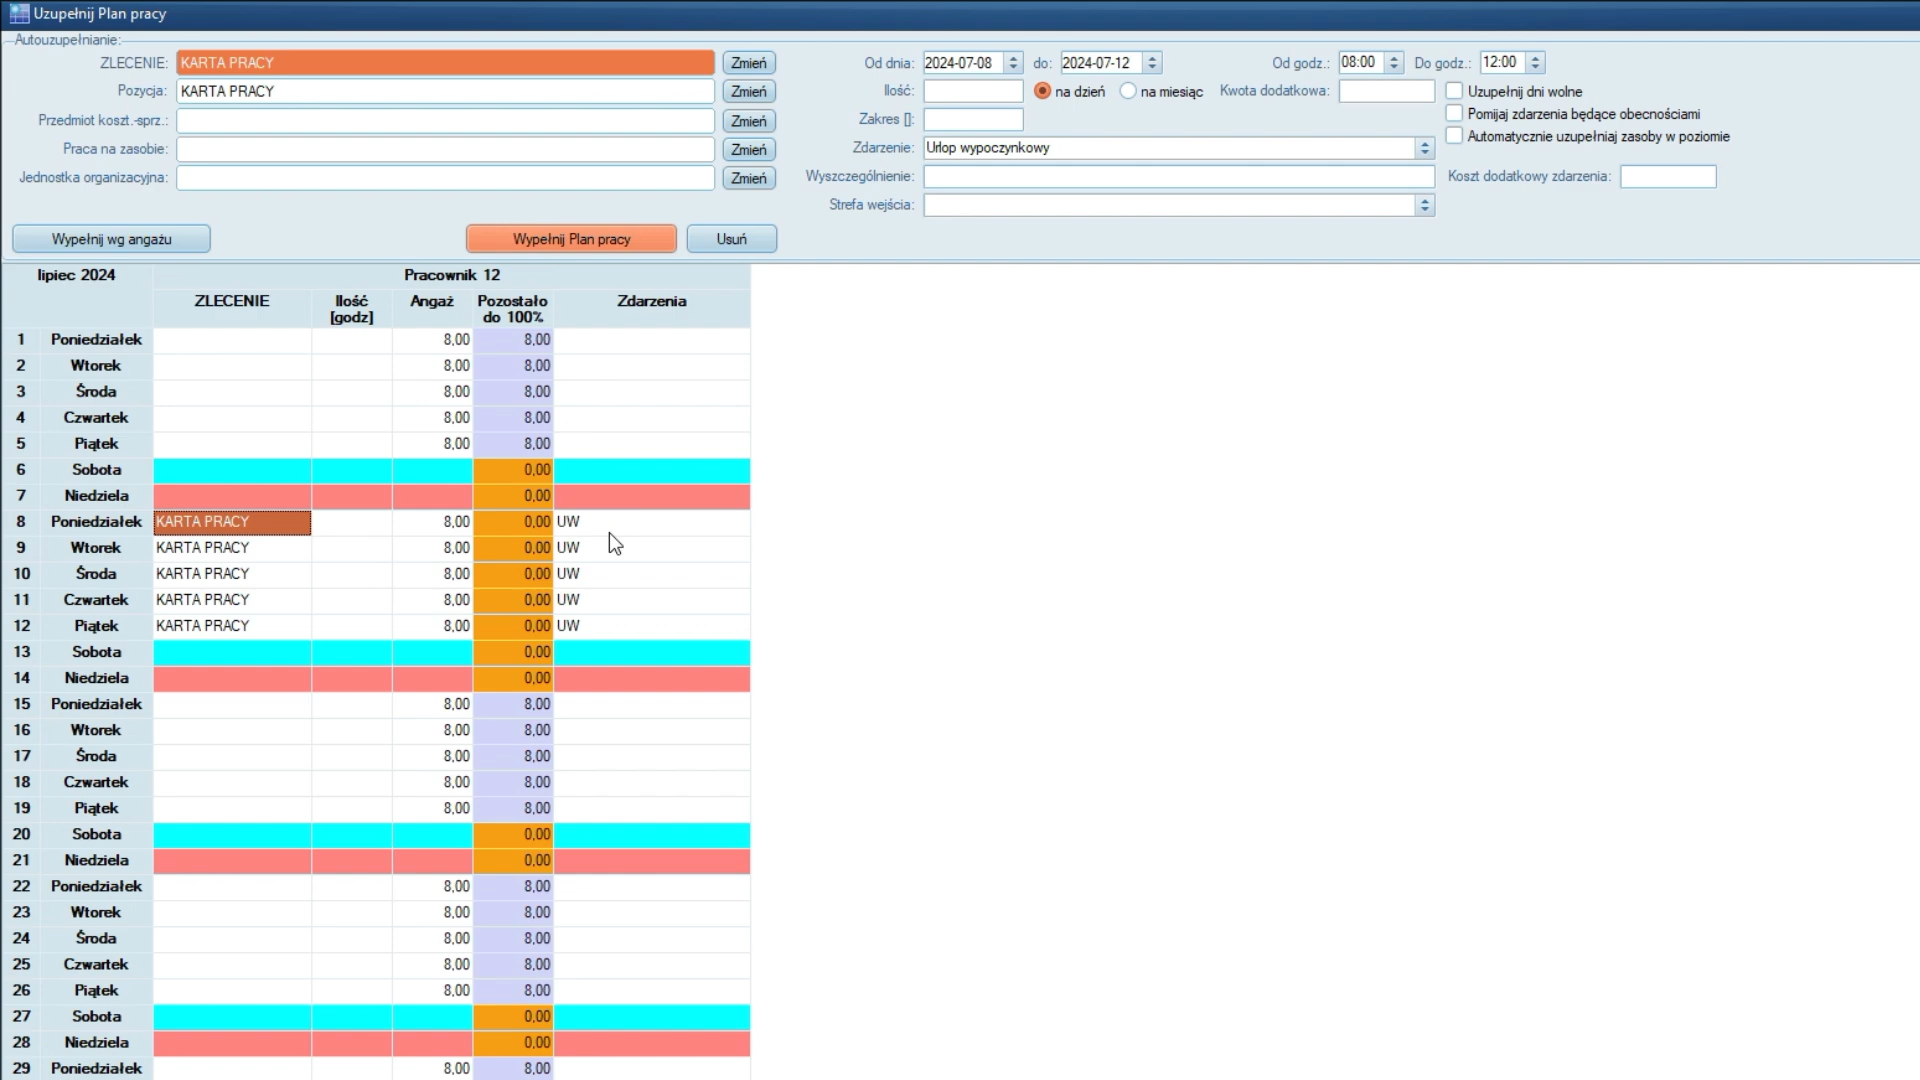 Uzupełnij Plan pracy
Autouzupełnianie:
ZLECENIE: KARTA PRACY Zmień Od dnia: 2024-07-08 do: 2024-07-12 Od godz.: 08:00 Do godz.: 12:00
Pozycja: KARTA PRACY Zmień Ilość: na dzień na miesiąc Kwota dodatkowa: Uzupełnij dni wolne
Przedmiot koszt.-sprz.: Zmień Zakres []: Pomijaj zdarzenia będące obecnościami
Automatycznie uzupełniaj zasoby w poziomie
Praca na zasobie: Zmień Zdarzenie: Urlop wypoczynkowy
Jednostka organizacyjna: Zmień Wyszczególnienie: Koszt dodatkowy zdarzenia:
Strefa wejścia:
Wypełnij wg angażu Wypełnij Plan pracy Usuń
lipiec 2024 Pracownik 12
ZLECENIE Ilość [godz] Angaż Pozostało do 100% Zdarzenia
1 Poniedziałek 8,00 8,00
2 Wtorek 8,00 8,00
3 Środa 8,00 8,00
4 Czwartek 8,00 8,00
5 Piątek 8,00 8,00
6 Sobota 0,00
7 Niedziela 0,00
8 Poniedziałek KARTA PRACY 8,00 0,00 UW
9 Wtorek KARTA PRACY 8,00 0,00 UW
10 Środa KARTA PRACY 8,00 0,00 UW
11 Czwartek KARTA PRACY 8,00 0,00 UW
12 Piątek KARTA PRACY 8,00 0,00 UW
13 Sobota 0,00
14 Niedziela 0,00
15 Poniedziałek 8,00 8,00
16 Wtorek 8,00 8,00
17 Środa 8,00 8,00
18 Czwartek 8,00 8,00
19 Piątek 8,00 8,00
20 Sobota 0,00
21 Niedziela 0,00
22 Poniedziałek 8,00 8,00
23 Wtorek 8,00 8,00
24 Środa 8,00 8,00
25 Czwartek 8,00 8,00
26 Piątek 8,00 8,00
27 Sobota 0,00
28 Niedziela 0,00
29 Poniedziałek 8,00 8,00